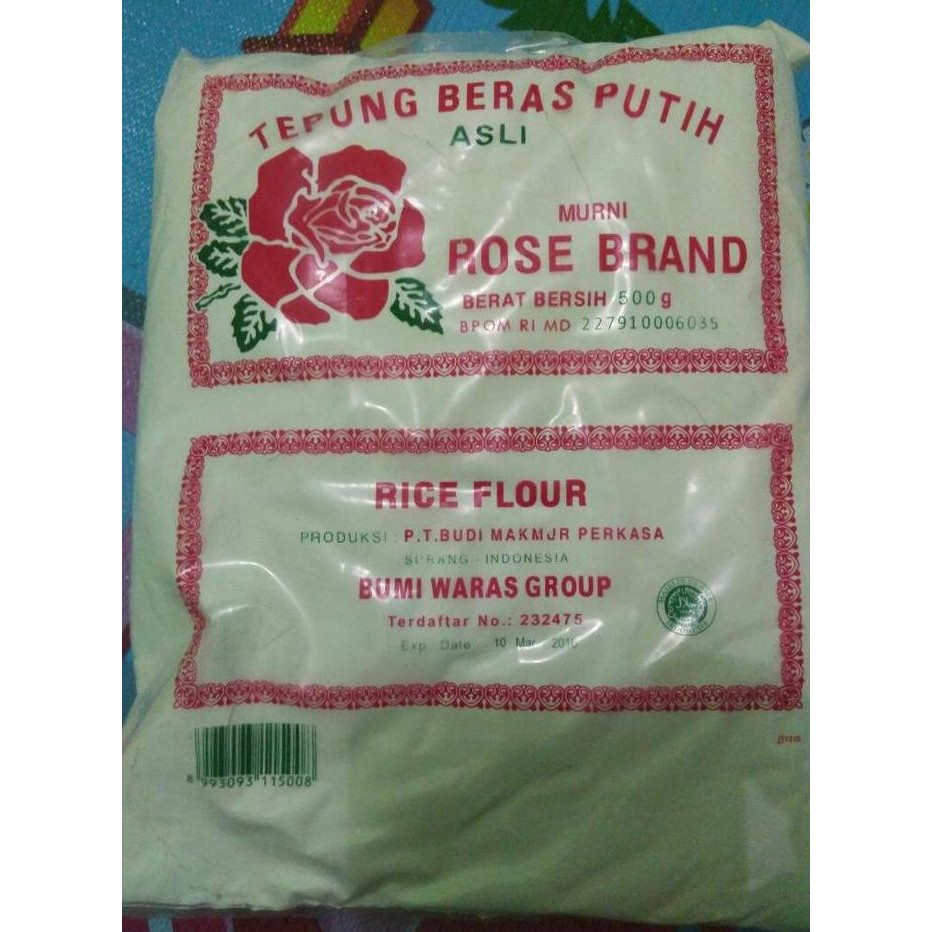 TEPUNG BERAS PUTIH
ASLI
MURNI
ROSE BRAND
BERAT BERSIH 500 g
BPOM RI MD 227910006035
RICE FLOUR
PRODUKSI : P.T.BUDI MAKMUR PERKASA
INDONESIA
BUMI WARAS GROUP
Terdaftar No.: 232475
Exp. Date 10 Mar
8 993093 115008